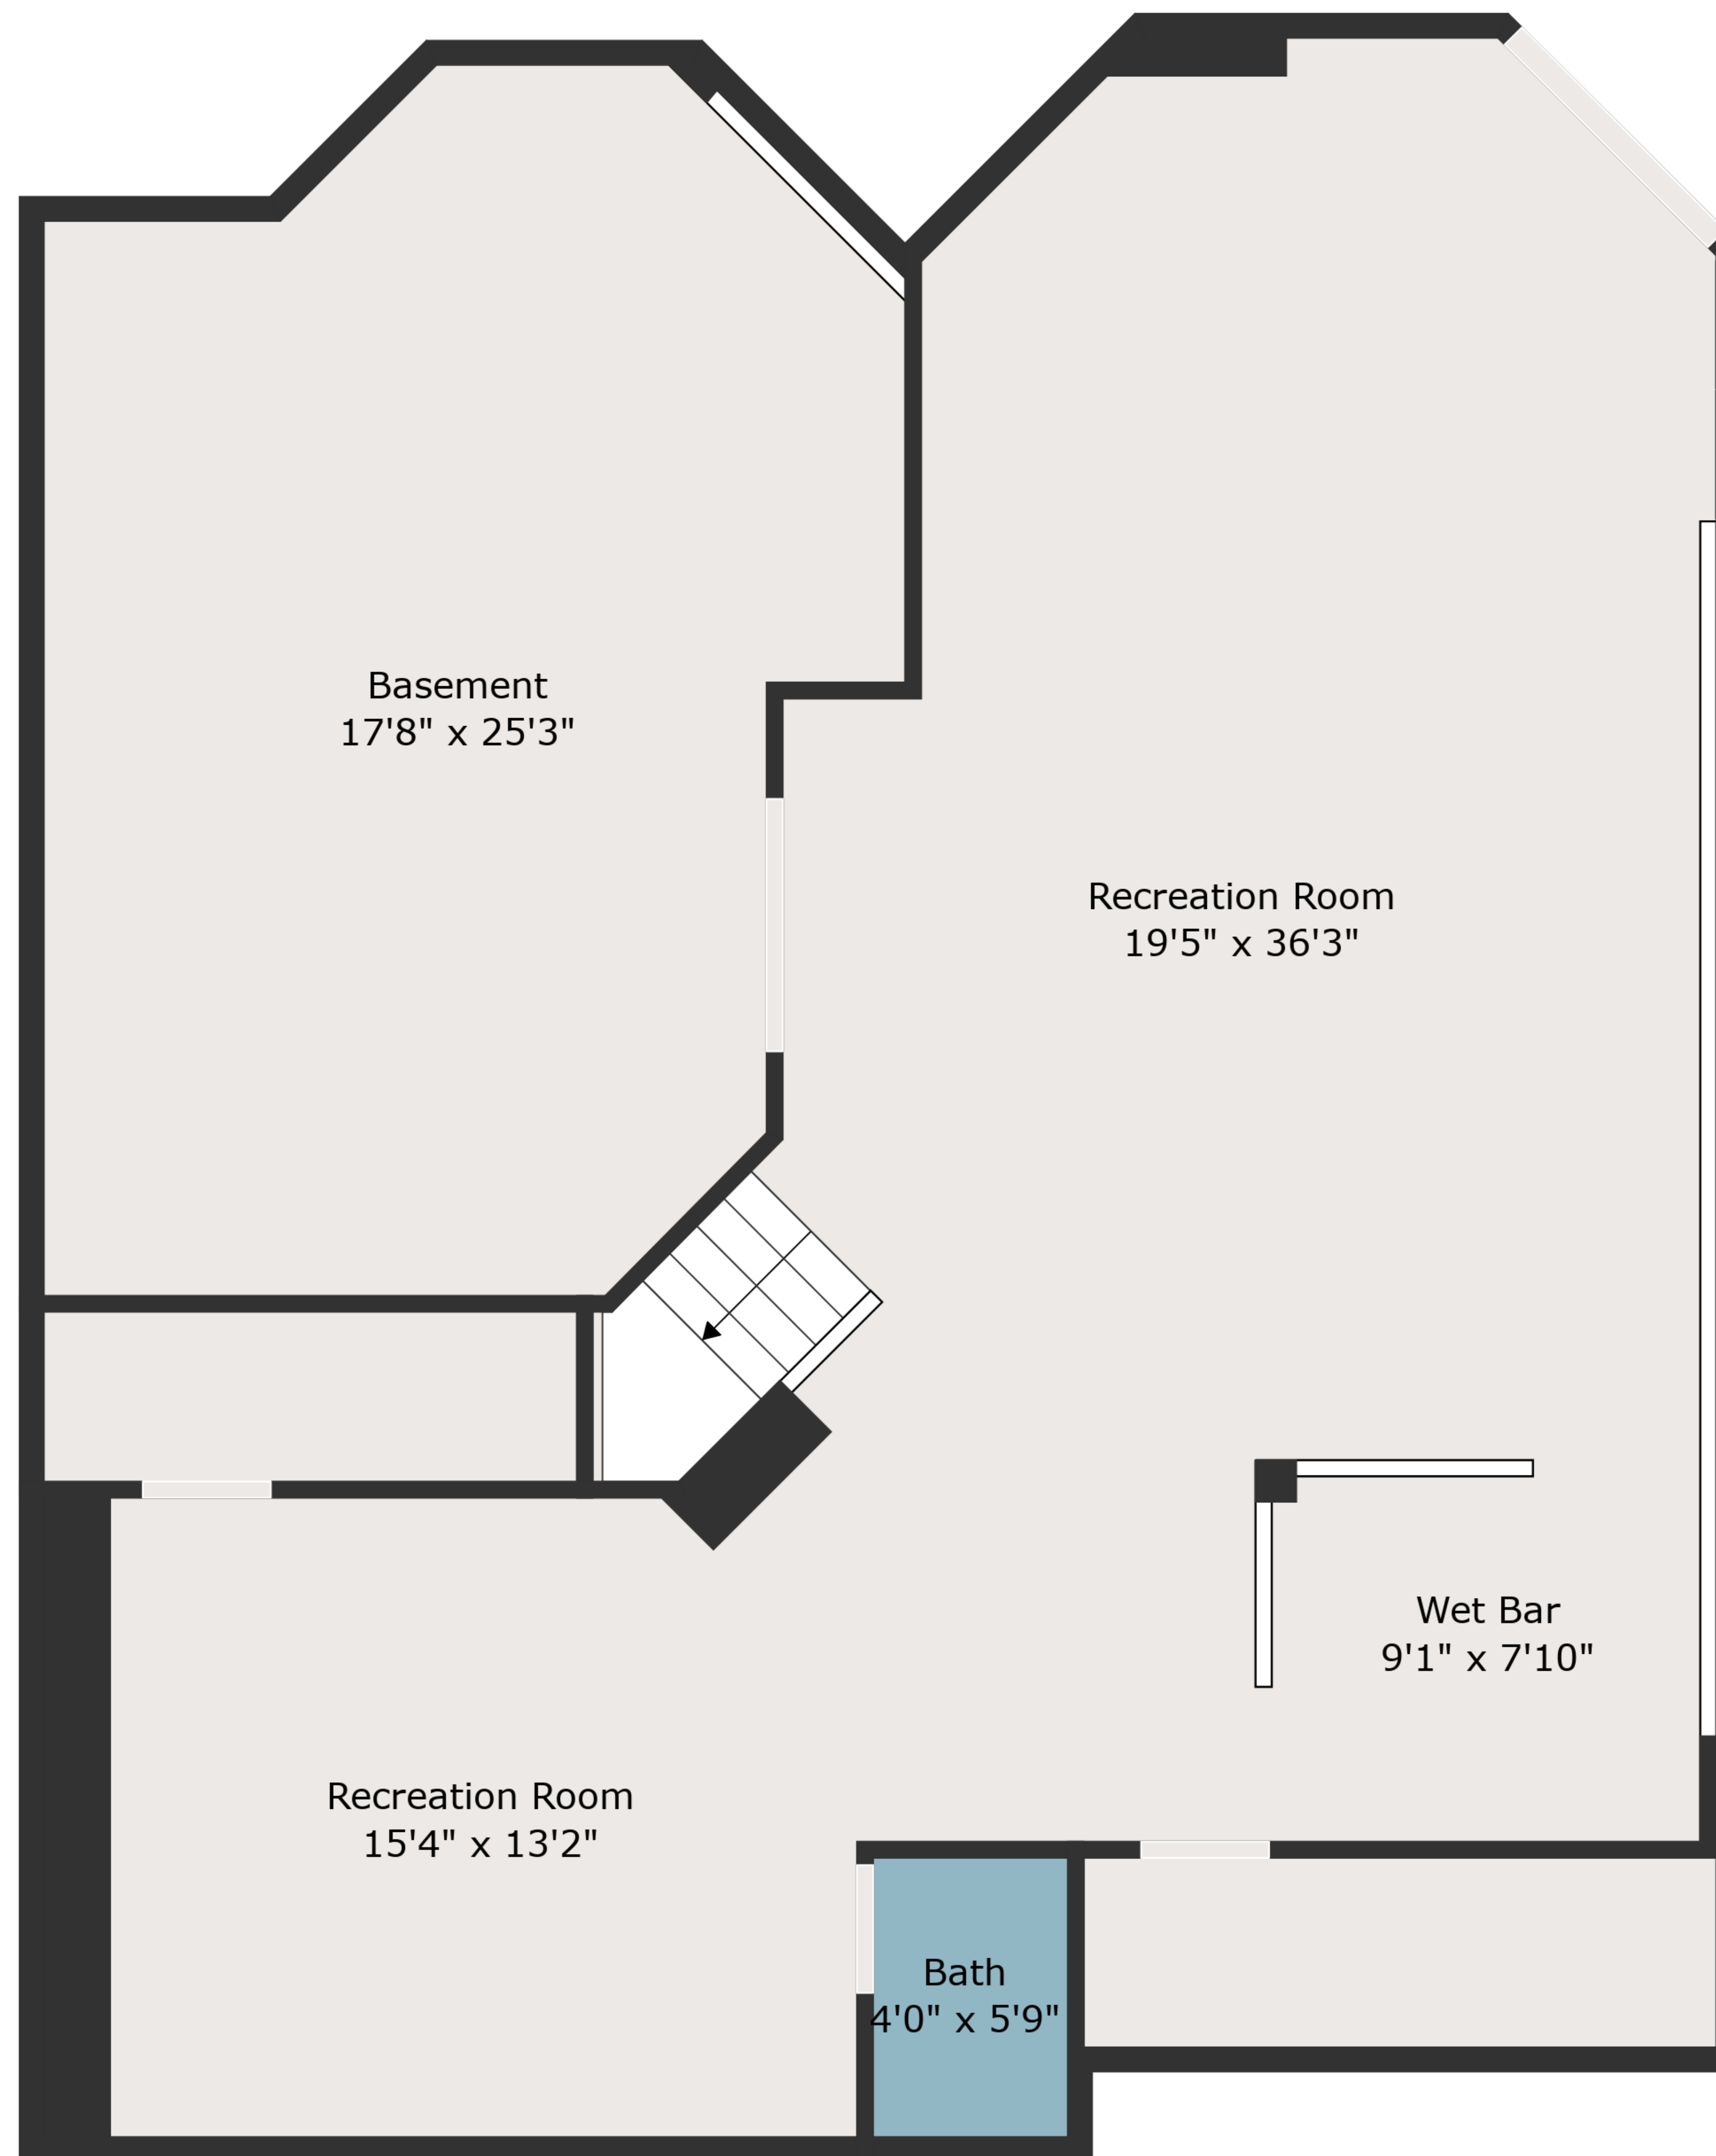 Basement
17'8" x 25'3"
Recreation Room
19'5" x 36'3"
Wet Bar
9'1" x 7'10"
Recreation Room
15'4" x 13'2"
Bath
4'0" x 5'9"